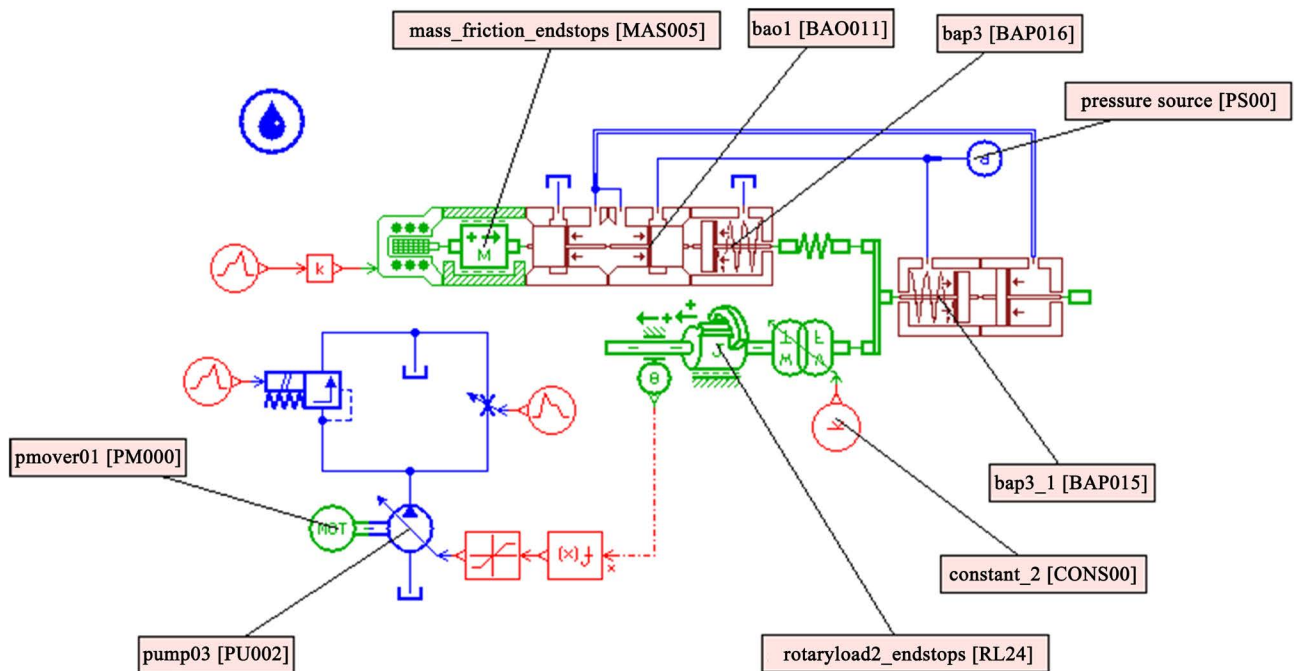 mass_friction_endstops [MAS005]
bao1 [BAO011]
bap3 [BAP016]
pressure source [PS00]
M
k
θ
pmover01 [PM000]
MOT
bap3_1 [BAP015]
x
constant_2 [CONS00]
pump03 [PU002]
rotaryload2_endstops [RL24]